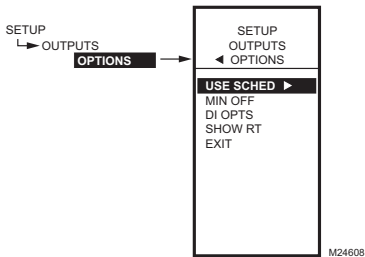 SETUP
OUTPUTS
OPTIONS
SETUP
OUTPUTS
◄ OPTIONS
USE SCHED ►
MIN OFF
DI OPTS
SHOW RT
EXIT
M24608